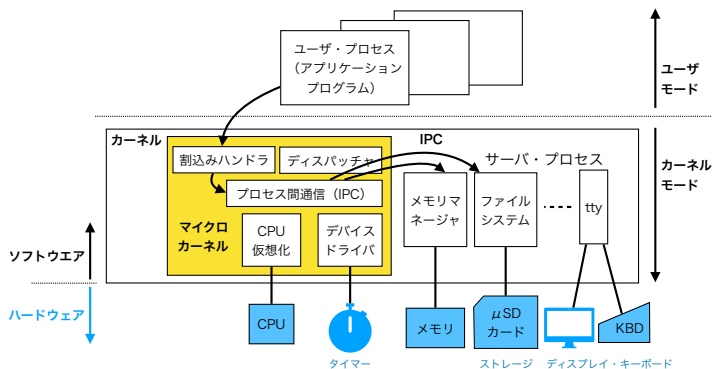 ユーザ・プロセス
（アプリケーション
プログラム）
ユーザ
モード
カーネル
IPC
割込みハンドラ
ディスパッチャ
サーバ・プロセス
カーネル
モード
プロセス間通信（IPC）
メモリマ
ネージャ
ファイル
システム
tty
マイクロ
カーネル
CPU
仮想化
デバイス
ドライバ
ソフトウエア
ハードウェア
CPU
メモリ
μSD
カード
KBD
タイマー
ストレージ
ディスプレイ・キーボード